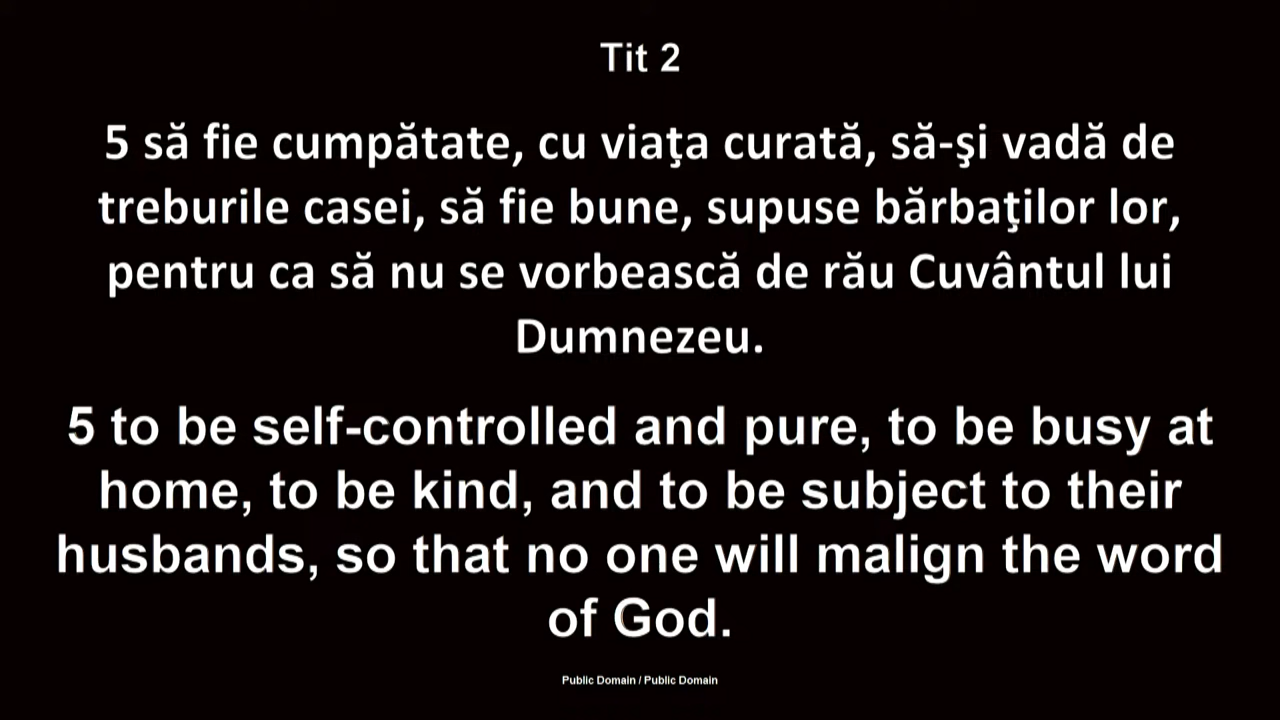 Tit 2
5 să fie cumpătate, cu viaţa curată, să-şi vadă de
treburile casei, să fie bune, supuse bărbaţilor lor,
pentru ca să nu se vorbească de rău Cuvântul lui
Dumnezeu.
5 to be self-controlled and pure, to be busy at
home, to be kind, and to be subject to their
husbands, so that no one will malign the word
of God.
Public Domain / Public Domain